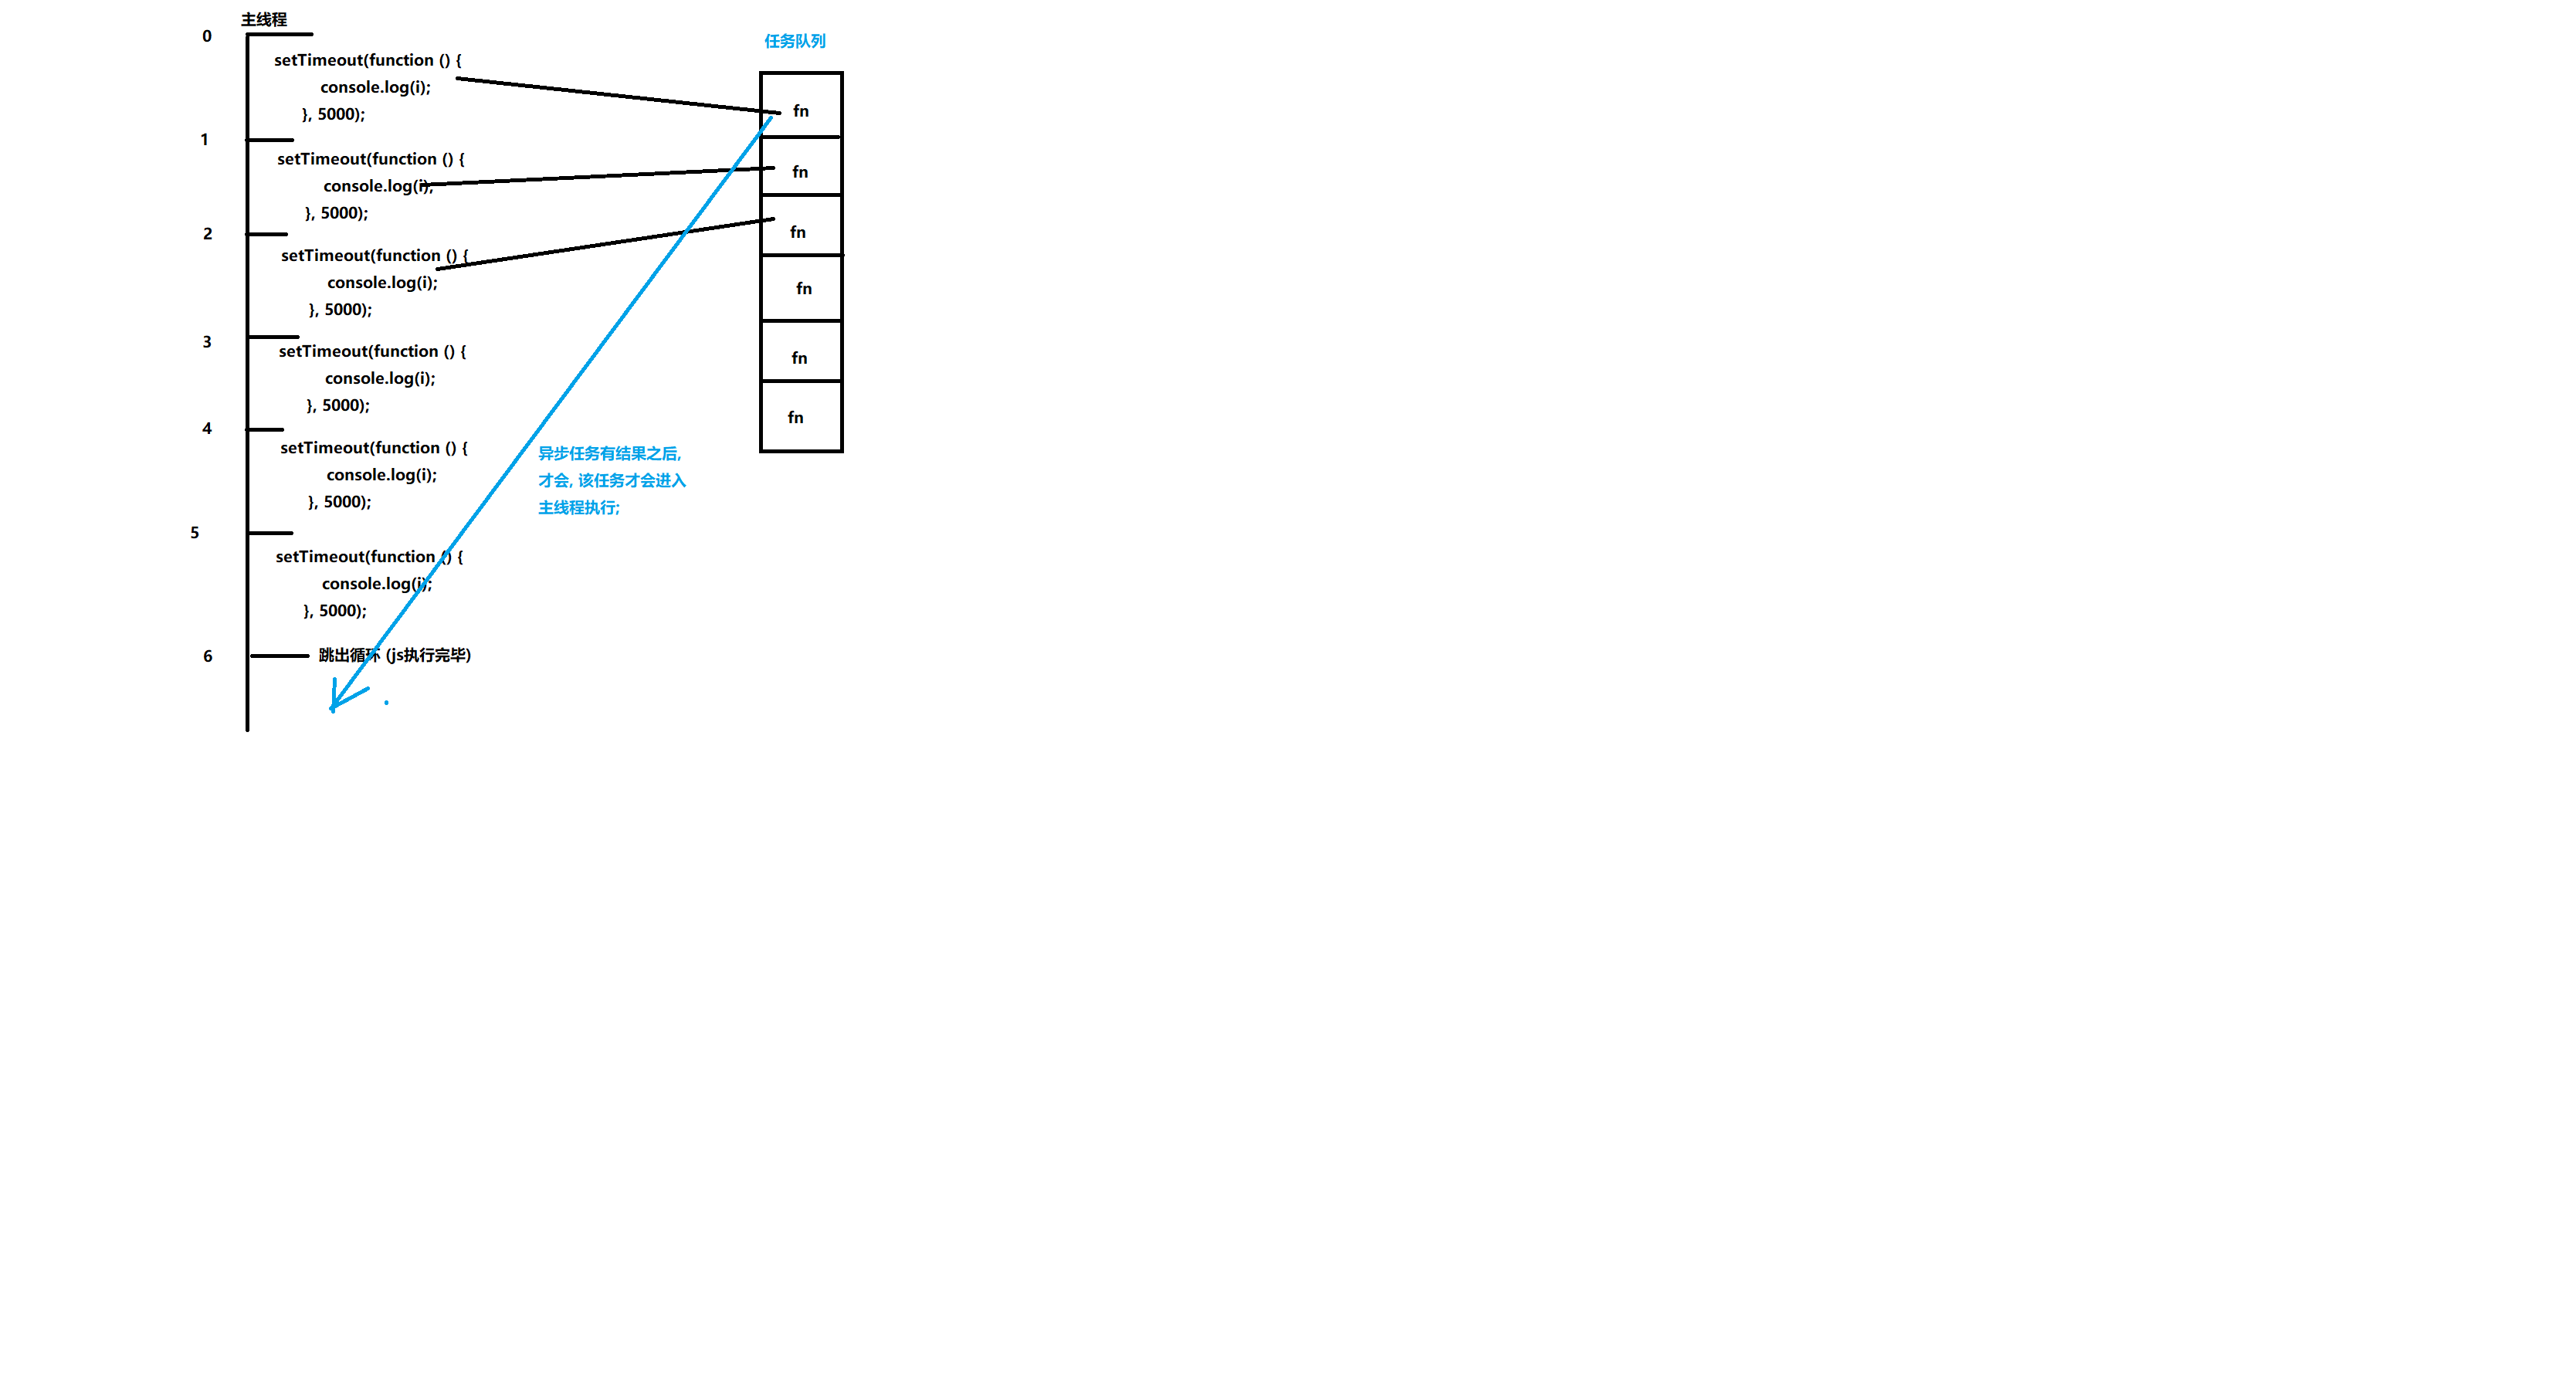 主线程
0
setTimeout(function () {
console.log(i);
}, 5000);
1
setTimeout(function () {
console.log(i);
}, 5000);
2
setTimeout(function () {
console.log(i);
}, 5000);
3
setTimeout(function () {
console.log(i);
}, 5000);
4
setTimeout(function () {
console.log(i);
}, 5000);
5
setTimeout(function () {
console.log(i);
}, 5000);
6
跳出循环 (js执行完毕)
任务队列
fn
fn
fn
fn
fn
fn
异步任务有结果之后,
才会, 该任务才会进入
主线程执行;